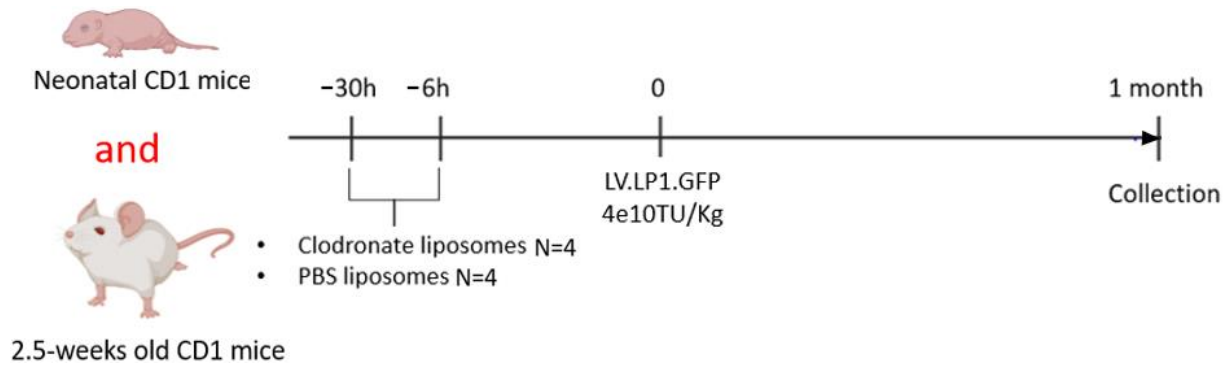 Neonatal CD1 mice
and
2.5-weeks old CD1 mice
−30h −6h 0 1 month
LV.LP1.GFP
4e10TU/Kg
Collection
• Clodronate liposomes N=4
• PBS liposomes N=4